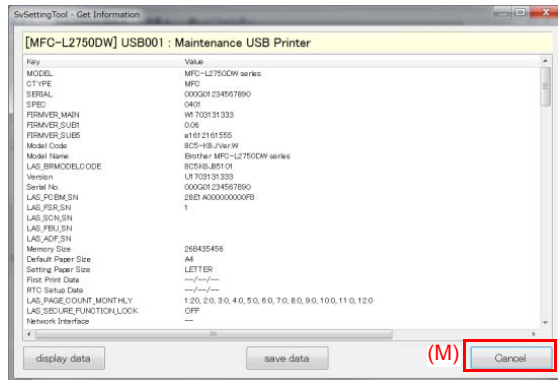 SvSettingTool - Get Information
[MFC-L2750DW] USB001 : Maintenance USB Printer
Key Value
MODEL MFC-L2750DW series
CTYPE MFC
SERIAL 000G01234567890
SPEC 0401
FIRMVER_MAIN W1703131333
FIRMVER_SUB1 0.06
FIRMVER_SUB5 e1612161555
Model Code 8C5-K8J:VerW
Model Name Brother MFC-L2750DW series
LAS_BRMODELCODE 8C5K8J85101
Version U1703131333
Serial No. 000G01234567890
LAS_PCBM_SN 28E1A000000000FB
LAS_FSR_SN 1
LAS_SCN_SN
LAS_FBU_SN
LAS_ADF_SN
Memory Size 268435456
Default Paper Size A4
Setting Paper Size LETTER
First Print Data --/--/--
RTC Setup Date --/--/--
LAS_PAGE_COUNT_MONTHLY 1:20, 2:0, 3:0, 4:0, 5:0, 6:0, 7:0, 8:0, 9:0, 10:0, 11:0, 12:0
LAS_SECURE_FUNCTION_LOCK OFF
Network Interface ---
display data save data (M) Cancel